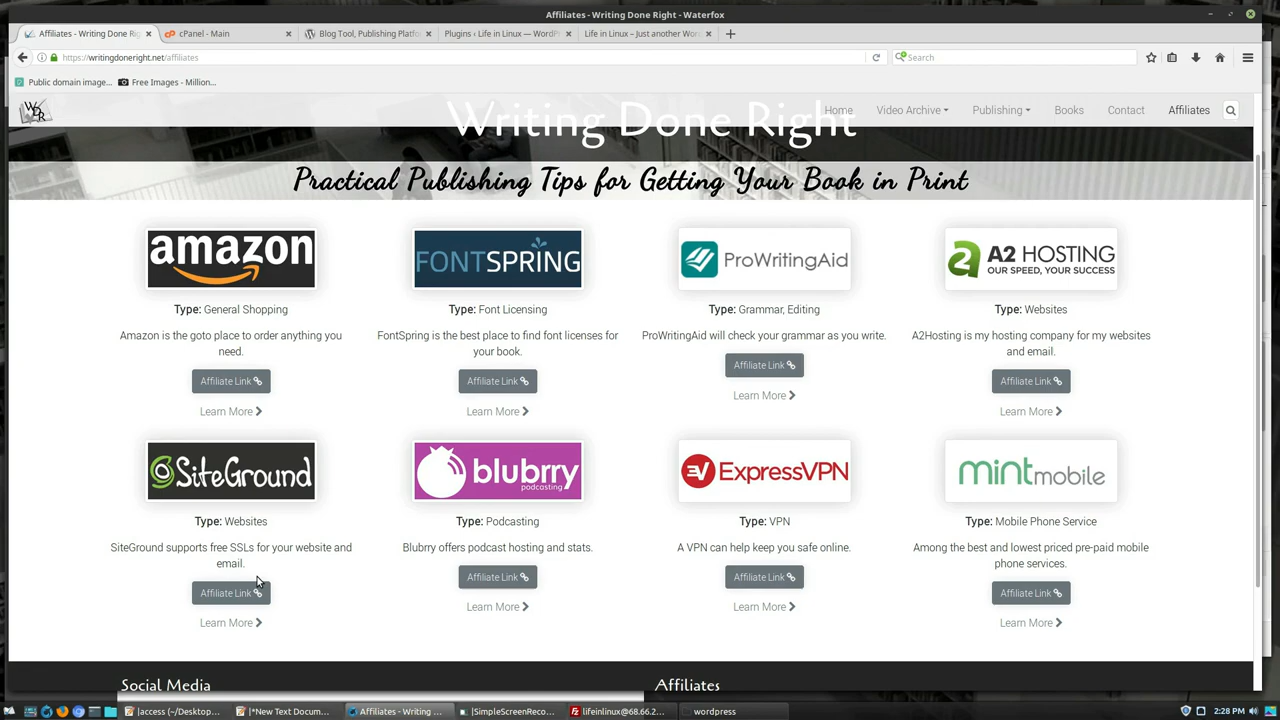 Affiliates - Writing Done Right - Waterfox
Affiliates - Writing Done Rig
cPanel - Main
Blog Tool, Publishing Platfo
Plugins ‹ Life in Linux — WordPr
Life in Linux – Just another Word
https://writingdoneright.net/affiliates
Search
Public domain image...
Free Images - Million...
WDR
Home
Video Archive
Publishing
Books
Contact
Affiliates
Writing Done Right
Practical Publishing Tips for Getting Your Book in Print
amazon
FONTSPRING
ProWritingAid
A2 HOSTING
OUR SPEED, YOUR SUCCESS
Type: General Shopping
Type: Font Licensing
Type: Grammar, Editing
Type: Websites
Amazon is the goto place to order anything you
need.
FontSpring is the best place to find font licenses for
your book.
ProWritingAid will check your grammar as you write.
A2Hosting is my hosting company for my websites
and email.
Affiliate Link
Affiliate Link
Affiliate Link
Affiliate Link
Learn More
Learn More
Learn More
Learn More
SiteGround
blubrry
podcasting
EV ExpressVPN
mintmobile
Type: Websites
Type: Podcasting
Type: VPN
Type: Mobile Phone Service
SiteGround supports free SSLs for your website and
email.
Blubrry offers podcast hosting and stats.
A VPN can help keep you safe online.
Among the best and lowest priced pre-paid mobile
phone services.
Affiliate Link
Affiliate Link
Affiliate Link
Affiliate Link
Learn More
Learn More
Learn More
Learn More
Social Media
Affiliates
|access (~/Desktop...
|*New Text Docum...
Affiliates - Writing ...
|SimpleScreenReco...
lifeinlinux@68.66.2...
wordpress
2:28 PM